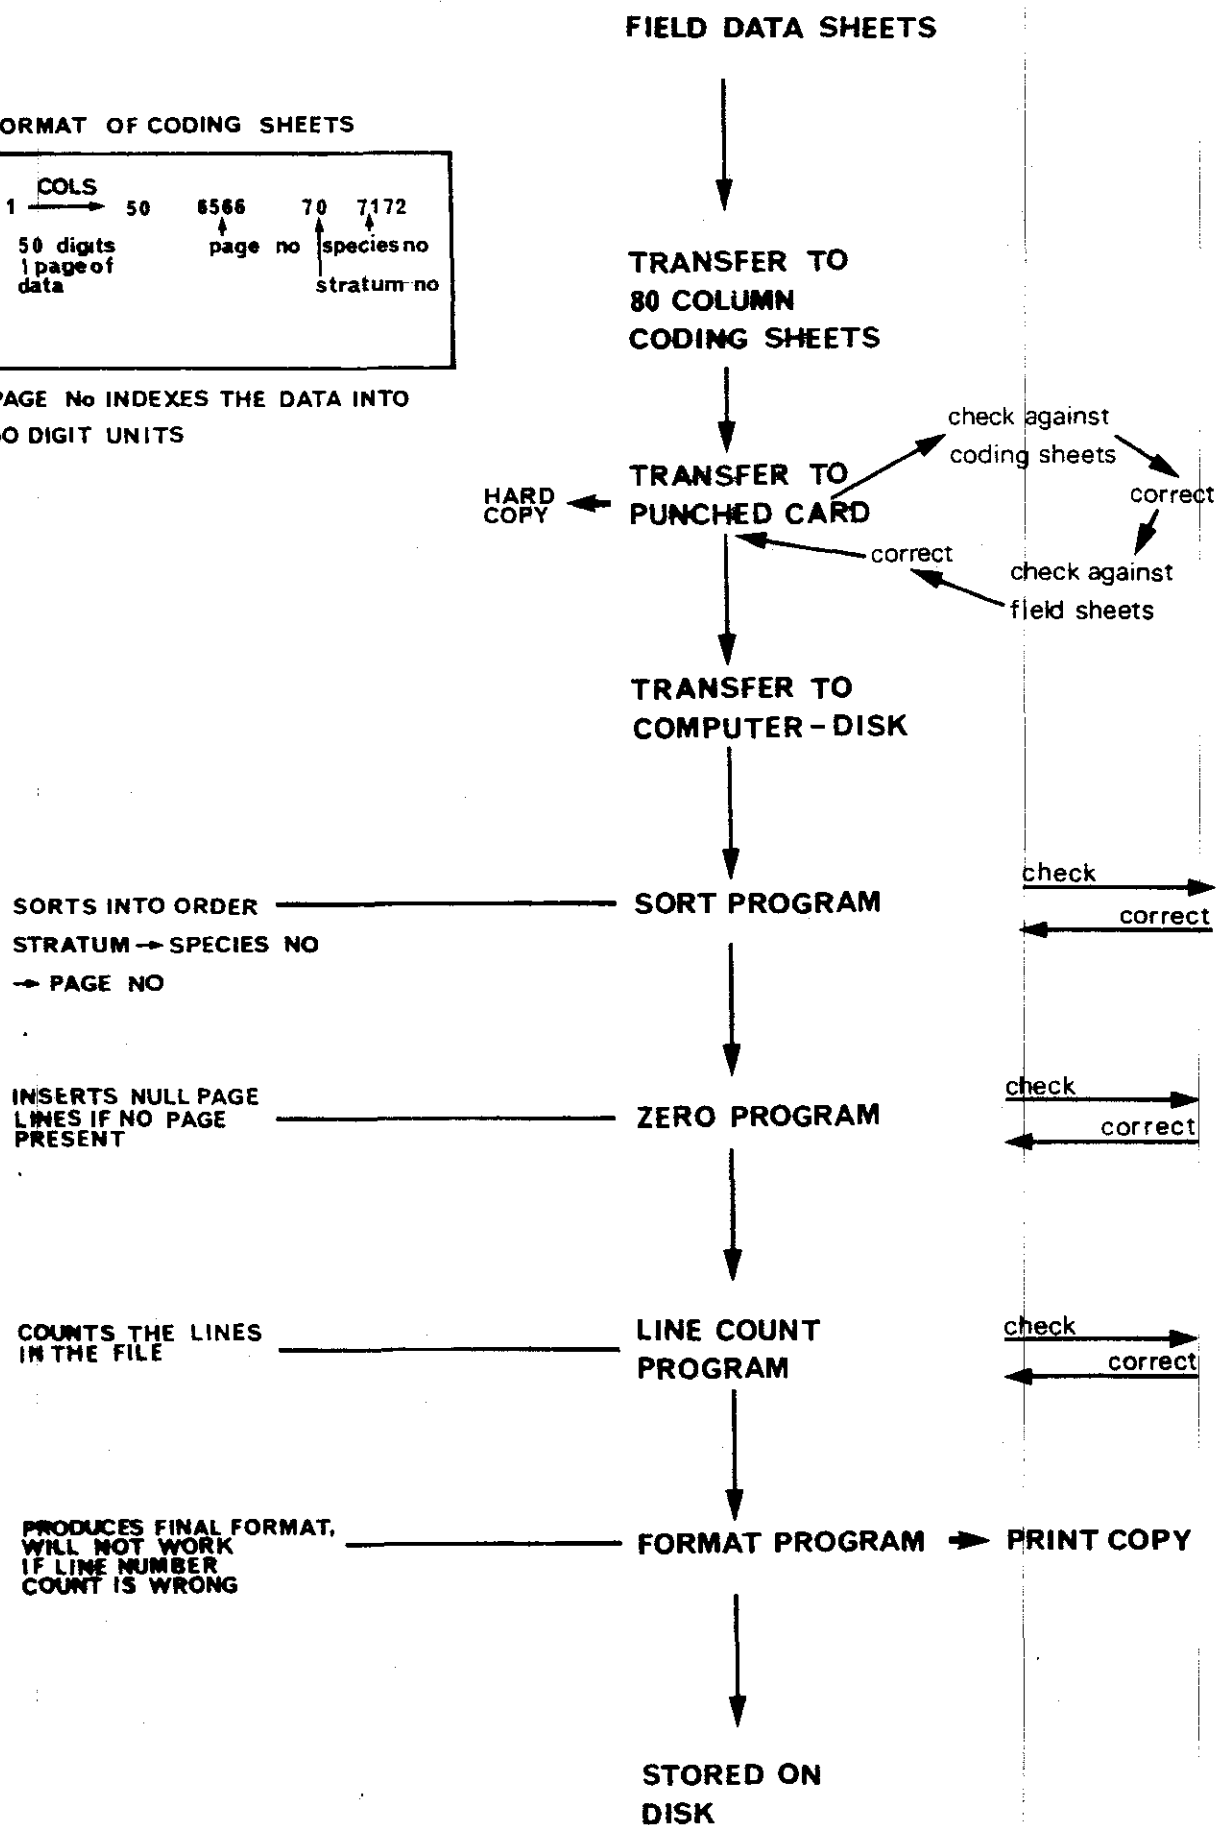 FIELD DATA SHEETS
ORMAT OF CODING SHEETS
COLS
1 50 6566 70 7172
50 digits page no species no
1 page of
data stratum no
TRANSFER TO
80 COLUMN
CODING SHEETS
PAGE No INDEXES THE DATA INTO
DIGIT UNITS
check against
coding sheets
correct
TRANSFER TO
PUNCHED CARD
HARD
COPY
correct
check against
field sheets
TRANSFER TO
COMPUTER-DISK
SORTS INTO ORDER
STRATUM → SPECIES NO
→ PAGE NO
SORT PROGRAM
check
correct
INSERTS NULL PAGE
LINES IF NO PAGE
PRESENT
ZERO PROGRAM
check
correct
COUNTS THE LINES
IN THE FILE
LINE COUNT
PROGRAM
check
correct
PRODUCES FINAL FORMAT,
WILL NOT WORK
IF LINE NUMBER
COUNT IS WRONG
FORMAT PROGRAM → PRINT COPY
STORED ON
DISK